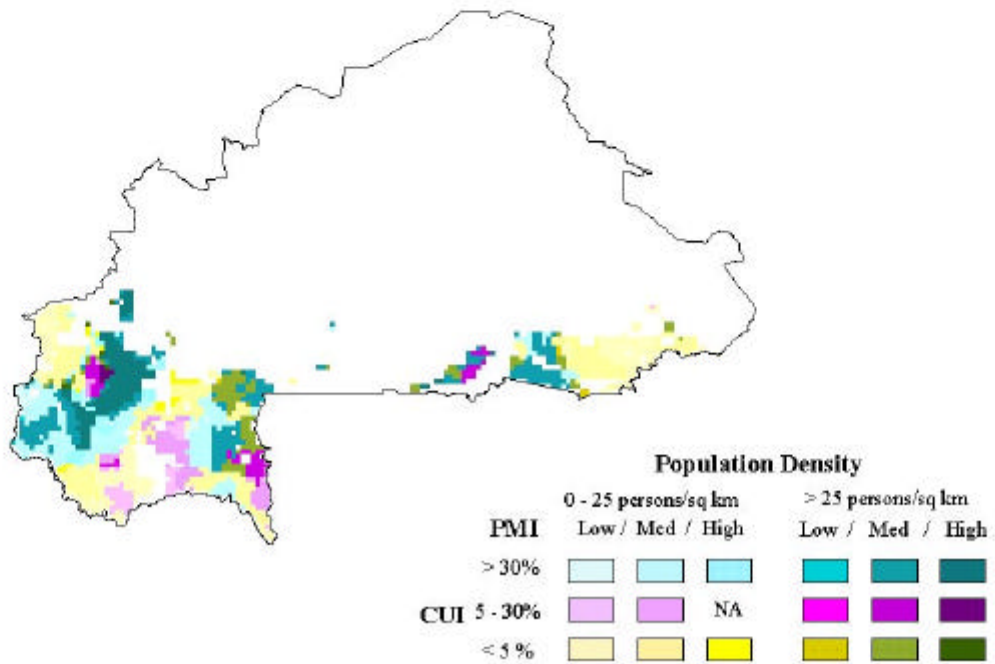 Population Density
0 - 25 persons/sq km > 25 persons/sq km
PMI Low / Med / High Low / Med / High
> 30%
CUI 5 - 30% NA
< 5 %